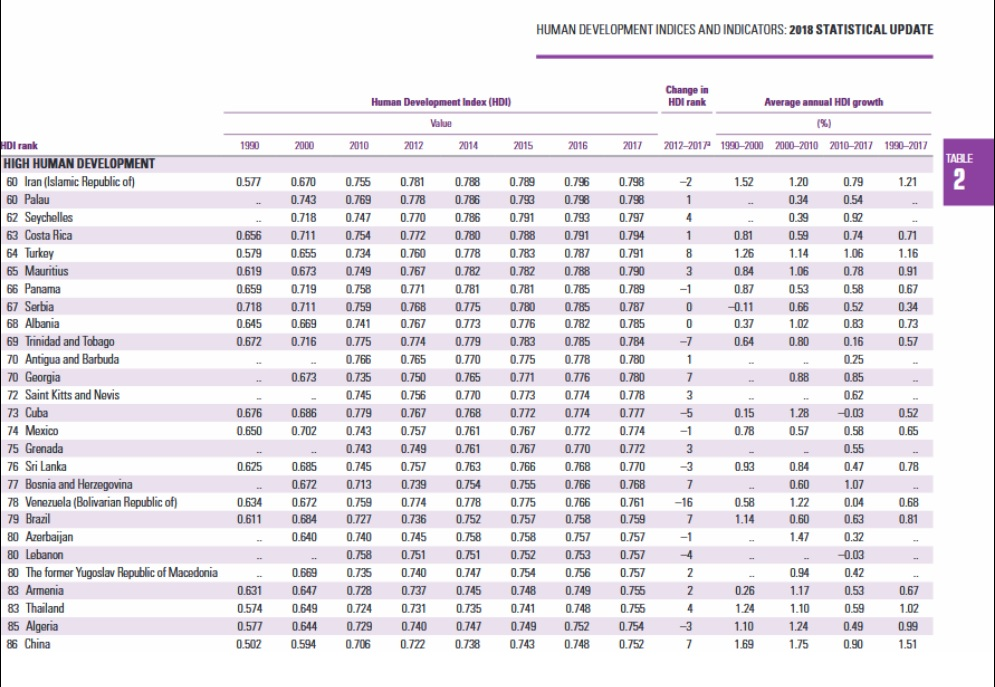 HUMAN DEVELOPMENT INDICES AND INDICATORS: 2018 STATISTICAL UPDATE
Change in
Human Development Index (HDI) HDI rank Average annual HDI growth
Value (%)
HDI rank 1990 2000 2010 2012 2014 2015 2016 2017 2012–2017ª 1990–2000 2000–2010 2010–2017 1990–2017
TABLE
2
HIGH HUMAN DEVELOPMENT
60 Iran (Islamic Republic of) 0.577 0.670 0.755 0.781 0.788 0.789 0.796 0.798 –2 1.52 1.20 0.79 1.21
60 Palau .. 0.743 0.769 0.778 0.786 0.793 0.798 0.798 1 .. 0.34 0.54 ..
62 Seychelles .. 0.718 0.747 0.770 0.786 0.791 0.793 0.797 4 .. 0.39 0.92 ..
63 Costa Rica 0.656 0.711 0.754 0.772 0.780 0.788 0.791 0.794 1 0.81 0.59 0.74 0.71
64 Turkey 0.579 0.655 0.734 0.760 0.778 0.783 0.787 0.791 8 1.26 1.14 1.06 1.16
65 Mauritius 0.619 0.673 0.749 0.767 0.782 0.782 0.788 0.790 3 0.84 1.06 0.78 0.91
66 Panama 0.659 0.719 0.758 0.771 0.781 0.781 0.785 0.789 –1 0.87 0.53 0.58 0.67
67 Serbia 0.718 0.711 0.759 0.768 0.775 0.780 0.785 0.787 0 –0.11 0.66 0.52 0.34
68 Albania 0.645 0.669 0.741 0.767 0.773 0.776 0.782 0.785 0 0.37 1.02 0.83 0.73
69 Trinidad and Tobago 0.672 0.716 0.775 0.774 0.779 0.783 0.785 0.784 –7 0.64 0.80 0.16 0.57
70 Antigua and Barbuda .. .. 0.766 0.765 0.770 0.775 0.778 0.780 1 .. .. 0.25 ..
70 Georgia .. 0.673 0.735 0.750 0.765 0.771 0.776 0.780 7 .. 0.88 0.85 ..
72 Saint Kitts and Nevis .. .. 0.745 0.756 0.770 0.773 0.774 0.778 3 .. .. 0.62 ..
73 Cuba 0.676 0.686 0.779 0.767 0.768 0.772 0.774 0.777 –5 0.15 1.28 –0.03 0.52
74 Mexico 0.650 0.702 0.743 0.757 0.761 0.767 0.772 0.774 –1 0.78 0.57 0.58 0.65
75 Grenada .. .. 0.743 0.749 0.761 0.767 0.770 0.772 3 .. .. 0.55 ..
76 Sri Lanka 0.625 0.685 0.745 0.757 0.763 0.766 0.768 0.770 –3 0.93 0.84 0.47 0.78
77 Bosnia and Herzegovina .. 0.672 0.713 0.739 0.754 0.755 0.766 0.768 7 .. 0.60 1.07 ..
78 Venezuela (Bolivarian Republic of) 0.634 0.672 0.759 0.774 0.778 0.775 0.766 0.761 –16 0.58 1.22 0.04 0.68
79 Brazil 0.611 0.684 0.727 0.736 0.752 0.757 0.758 0.759 7 1.14 0.60 0.63 0.81
80 Azerbaijan .. 0.640 0.740 0.745 0.758 0.758 0.757 0.757 –1 .. 1.47 0.32 ..
80 Lebanon .. .. 0.758 0.751 0.751 0.752 0.753 0.757 –4 .. .. –0.03 ..
80 The former Yugoslav Republic of Macedonia .. 0.669 0.735 0.740 0.747 0.754 0.756 0.757 2 .. 0.94 0.42 ..
83 Armenia 0.631 0.647 0.728 0.737 0.745 0.748 0.749 0.755 2 0.26 1.17 0.53 0.67
83 Thailand 0.574 0.649 0.724 0.731 0.735 0.741 0.748 0.755 4 1.24 1.10 0.59 1.02
85 Algeria 0.577 0.644 0.729 0.740 0.747 0.749 0.752 0.754 –3 1.10 1.24 0.49 0.99
86 China 0.502 0.594 0.706 0.722 0.738 0.743 0.748 0.752 7 1.69 1.75 0.90 1.51